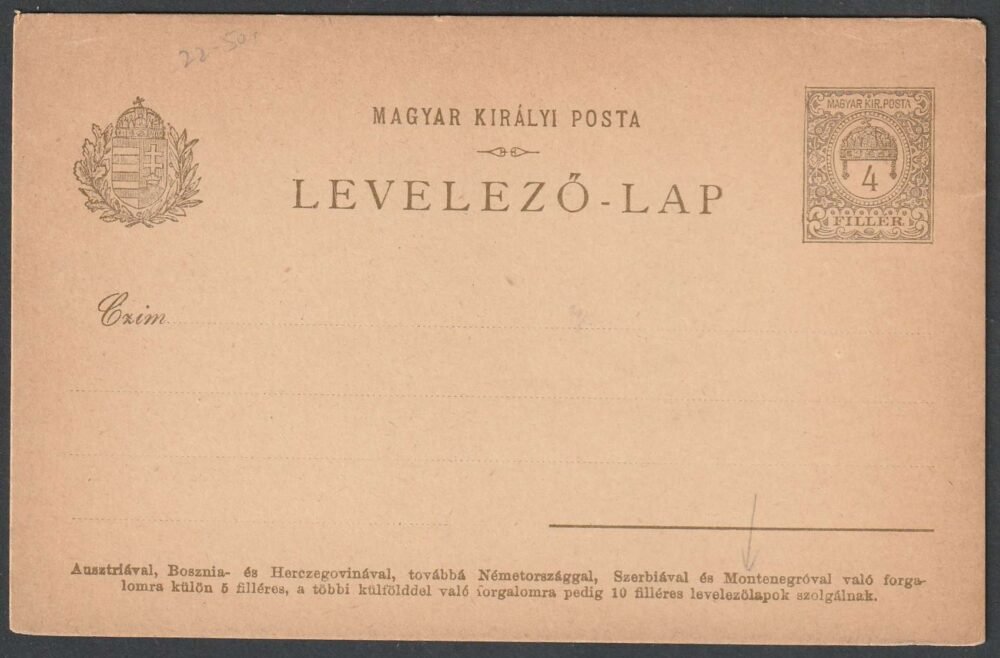 22-50.
MAGYAR KIRÁLYI POSTA
LEVELEZŐ-LAP
MAGYAR KIR. POSTA
4
FILLER
Czim
Ausztriával, Bosznia- és Herczegovinával, továbbá Németországgal, Szerbiával és Montenegróval való forga-
lomra külön 5 filléres, a többi külfölddel való forgalomra pedig 10 filléres levelezőlapok szolgálnak.